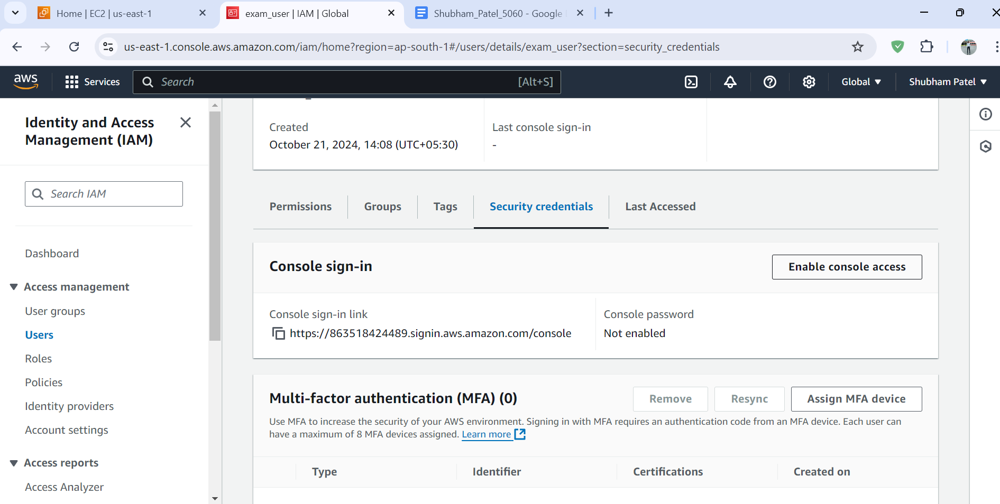 Home | EC2 | us-east-1
exam_user | IAM | Global
Shubham_Patel_5060 - Google
us-east-1.console.aws.amazon.com/iam/home?region=ap-south-1#/users/details/exam_user?section=security_credentials
aws
Services
Search
[Alt+S]
Global
Shubham Patel
Identity and Access
Management (IAM)
Search IAM
Dashboard
Access management
User groups
Users
Roles
Policies
Identity providers
Account settings
Access reports
Access Analyzer
Created
October 21, 2024, 14:08 (UTC+05:30)
Last console sign-in
-
Permissions
Groups
Tags
Security credentials
Last Accessed
Console sign-in
Enable console access
Console sign-in link
https://863518424489.signin.aws.amazon.com/console
Console password
Not enabled
Multi-factor authentication (MFA) (0)
Remove
Resync
Assign MFA device
Use MFA to increase the security of your AWS environment. Signing in with MFA requires an authentication code from an MFA device. Each user can
have a maximum of 8 MFA devices assigned. Learn more
Type
Identifier
Certifications
Created on